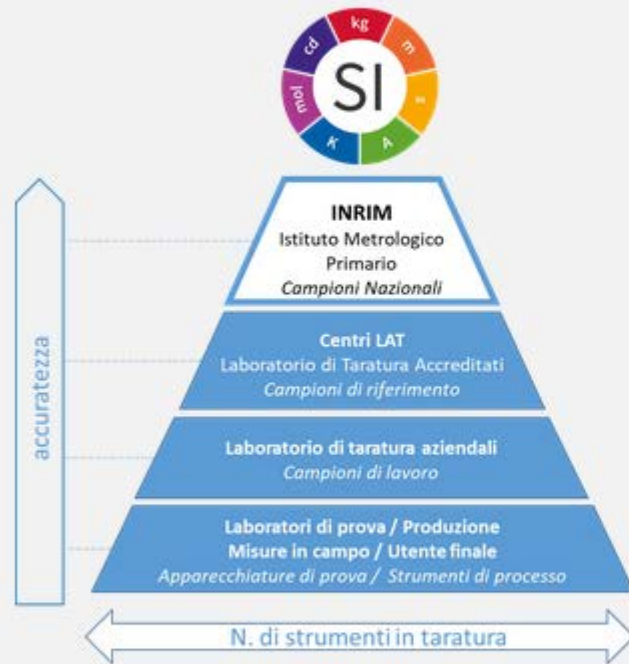 kg
m
s
A
K
mol
cd
SI
INRIM
Istituto Metrologico
Primario
Campioni Nazionali
Centri LAT
Laboratorio di Taratura Accreditati
Campioni di riferimento
Laboratorio di taratura aziendali
Campioni di lavoro
Laboratori di prova / Produzione
Misure in campo / Utente finale
Apparecchiature di prova / Strumenti di processo
accuratezza
N. di strumenti in taratura